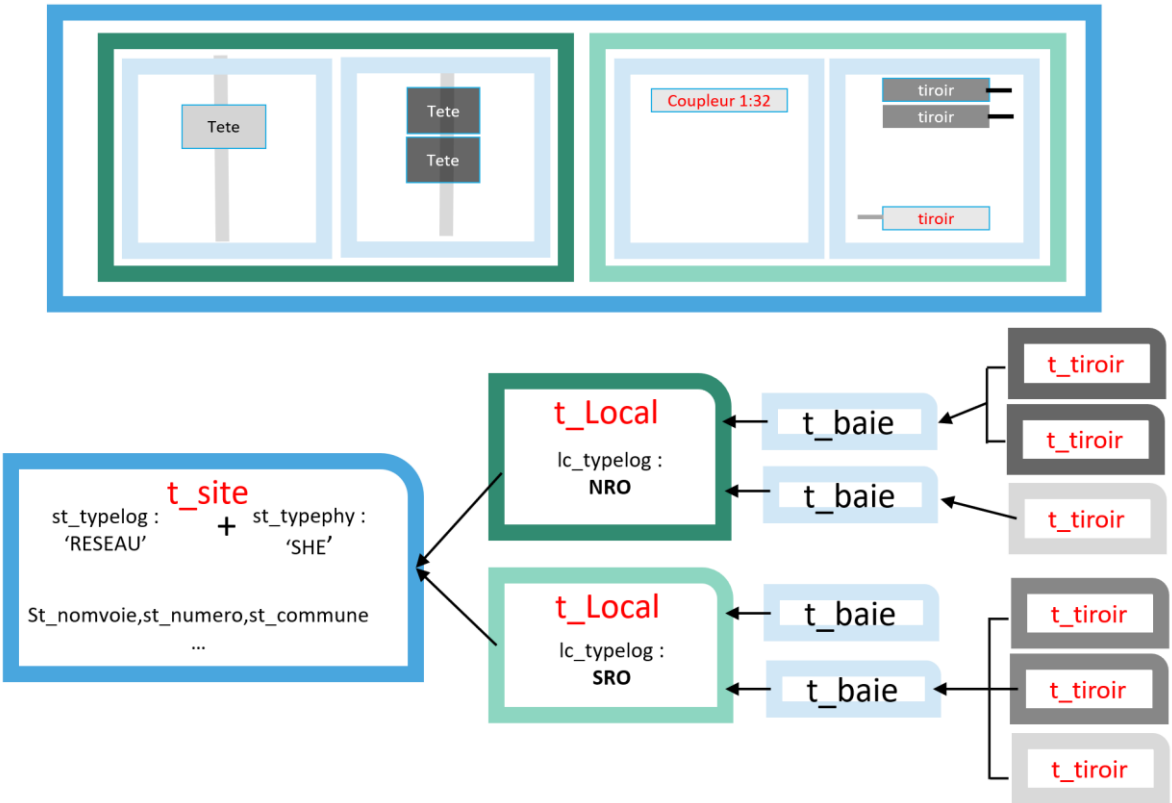 Tete
Tete
Tete
Coupleur 1:32
tiroir
tiroir
tiroir
t_site
st_typelog :
‘RESEAU’
+
st_typephy :
‘SHE’
St_nomvoie,st_numero,st_commune
...
t_Local
lc_typelog :
NRO
t_baie
t_baie
t_tiroir
t_tiroir
t_tiroir
t_Local
lc_typelog :
SRO
t_baie
t_baie
t_tiroir
t_tiroir
t_tiroir